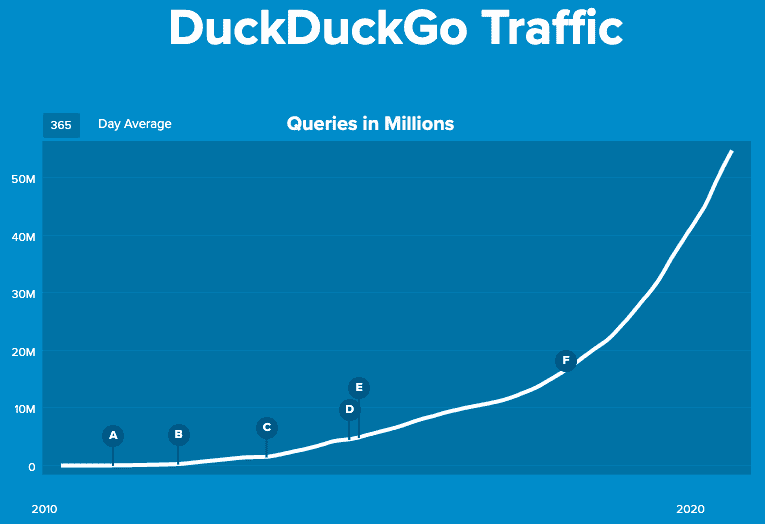 DuckDuckGo Traffic
365 Day Average
Queries in Millions
50M
40M
30M
20M
10M
0
A
B
C
D
E
F
2010
2020